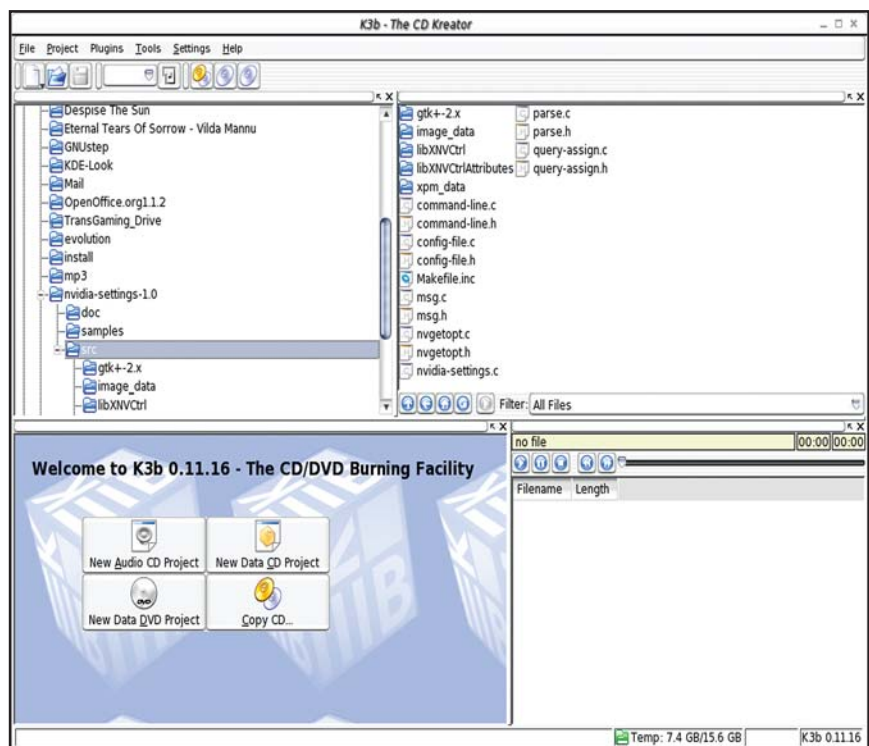 K3b - The CD Kreator
File Project Plugins Tools Settings Help
Despise The Sun
Eternal Tears Of Sorrow - Vilda Mannu
GNUstep
KDE-Look
Mail
OpenOffice.org1.1.2
TransGaming_Drive
evolution
install
mp3
nvidia-settings-1.0
doc
samples
src
gtk+-2.x
image_data
libXNVCtrl
gtk+-2.x
image_data
libXNVCtrl
libXNVCtrlAttributes
xpm_data
command-line.c
command-line.h
config-file.c
config-file.h
Makefile.inc
msg.c
msg.h
nvgetopt.c
nvgetopt.h
nvidia-settings.c
parse.c
parse.h
query-assign.c
query-assign.h
Filter: All Files
Welcome to K3b 0.11.16 - The CD/DVD Burning Facility
New Audio CD Project
New Data CD Project
New Data DVD Project
Copy CD...
no file 00:00 00:00
Filename Length
Temp: 7.4 GB/15.6 GB K3b 0.11.16